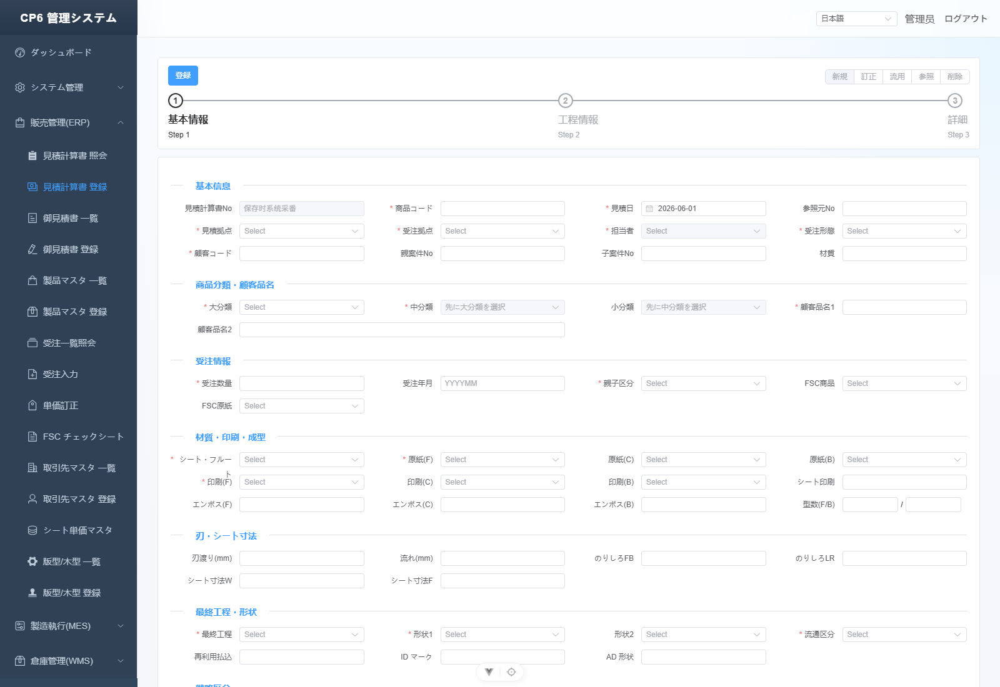 CP6 管理システム
日本語
管理员
ログアウト
ダッシュボード
システム管理
販売管理(ERP)
見積計算書 照会
見積計算書 登録
御見積書 一覧
御見積書 登録
製品マスタ 一覧
製品マスタ 登録
受注一覧照会
受注入力
単価訂正
FSC チェックシート
取引先マスタ 一覧
取引先マスタ 登録
シート単価マスタ
版型/木型 一覧
版型/木型 登録
製造執行(MES)
倉庫管理(WMS)
登録
新規 訂正 流用 参照 削除
1 2 3
基本情報 工程情報 詳細
Step 1 Step 2 Step 3
基本信息
見積計算書No 保存时系统采番 * 商品コード * 見積日 2026-06-01 参照元No
* 見積拠点 Select * 受注拠点 Select * 担当者 Select * 受注形態 Select
* 顧客コード 親案件No 子案件No 材質
商品分類・顧客品名
* 大分類 Select * 中分類 先に大分類を選択 小分類 先に中分類を選択 * 顧客品名1
顧客品名2
受注情報
* 受注数量 受注年月 YYYYMM * 親子区分 Select FSC商品 Select
FSC原紙 Select
材質・印刷・成型
* シート・フルート Select * 原紙(F) Select 原紙(C) Select 原紙(B) Select
* 印刷(F) Select 印刷(C) Select 印刷(B) Select シート印刷
エンボス(F) エンボス(C) エンボス(B) 型数(F/B) /
刃・シート寸法
刃渡り(mm) 流れ(mm) のりしろFB のりしろLR
シート寸法W シート寸法F
最終工程・形状
* 最終工程 Select * 形状1 Select 形状2 Select * 流通区分 Select
再利用払込 ID マーク AD 形状
戦略区分